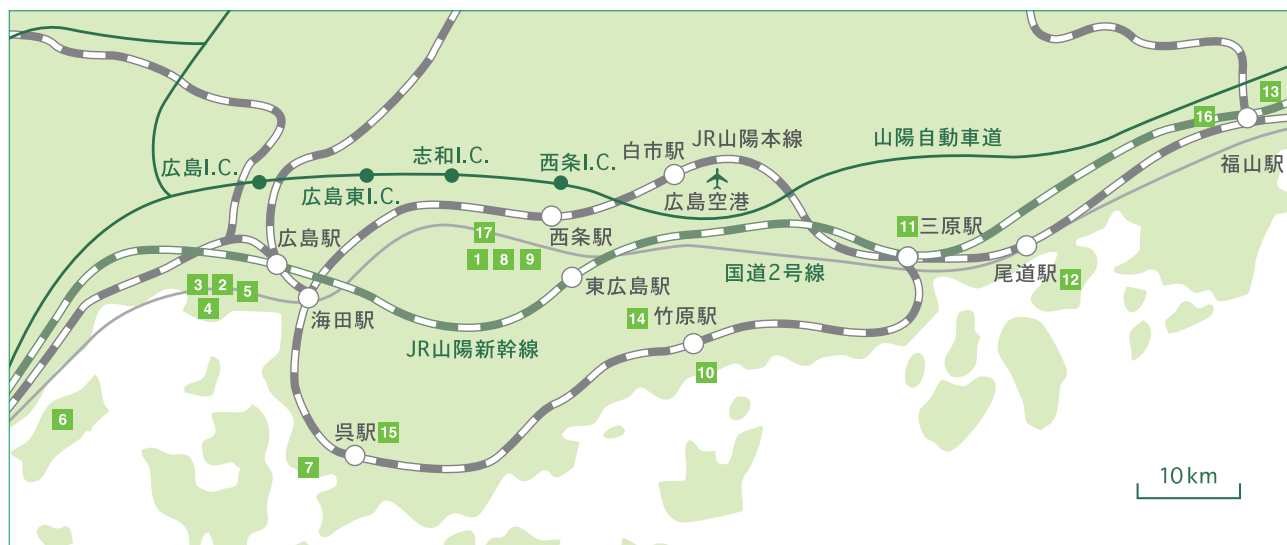 13
16
山陽自動車道
JR山陽本線
白市駅
志和I.C.
西条I.C.
広島I.C.
広島東I.C.
福山駅
広島空港
11 三原駅
17
西条駅
広島駅
1 8 9
尾道駅
12
国道2号線
東広島駅
3 2 5
4
海田駅
14 竹原駅
JR山陽新幹線
10
6
呉駅 15
7
10km